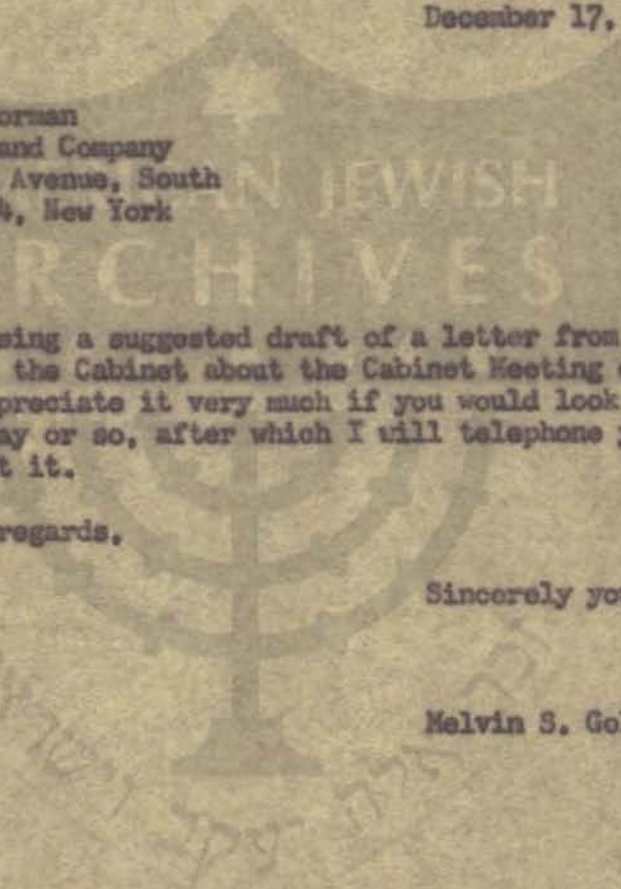 December 17,
orman
and Company
Avenue, South
4, New York
AN JEWISH
RCHIVES
sing a suggested draft of a letter from
the Cabinet about the Cabinet Meeting
preciate it very much if you would look
ay or so, after which I will telephone
t it.
regards,
Sincerely yo
Melvin S. Go